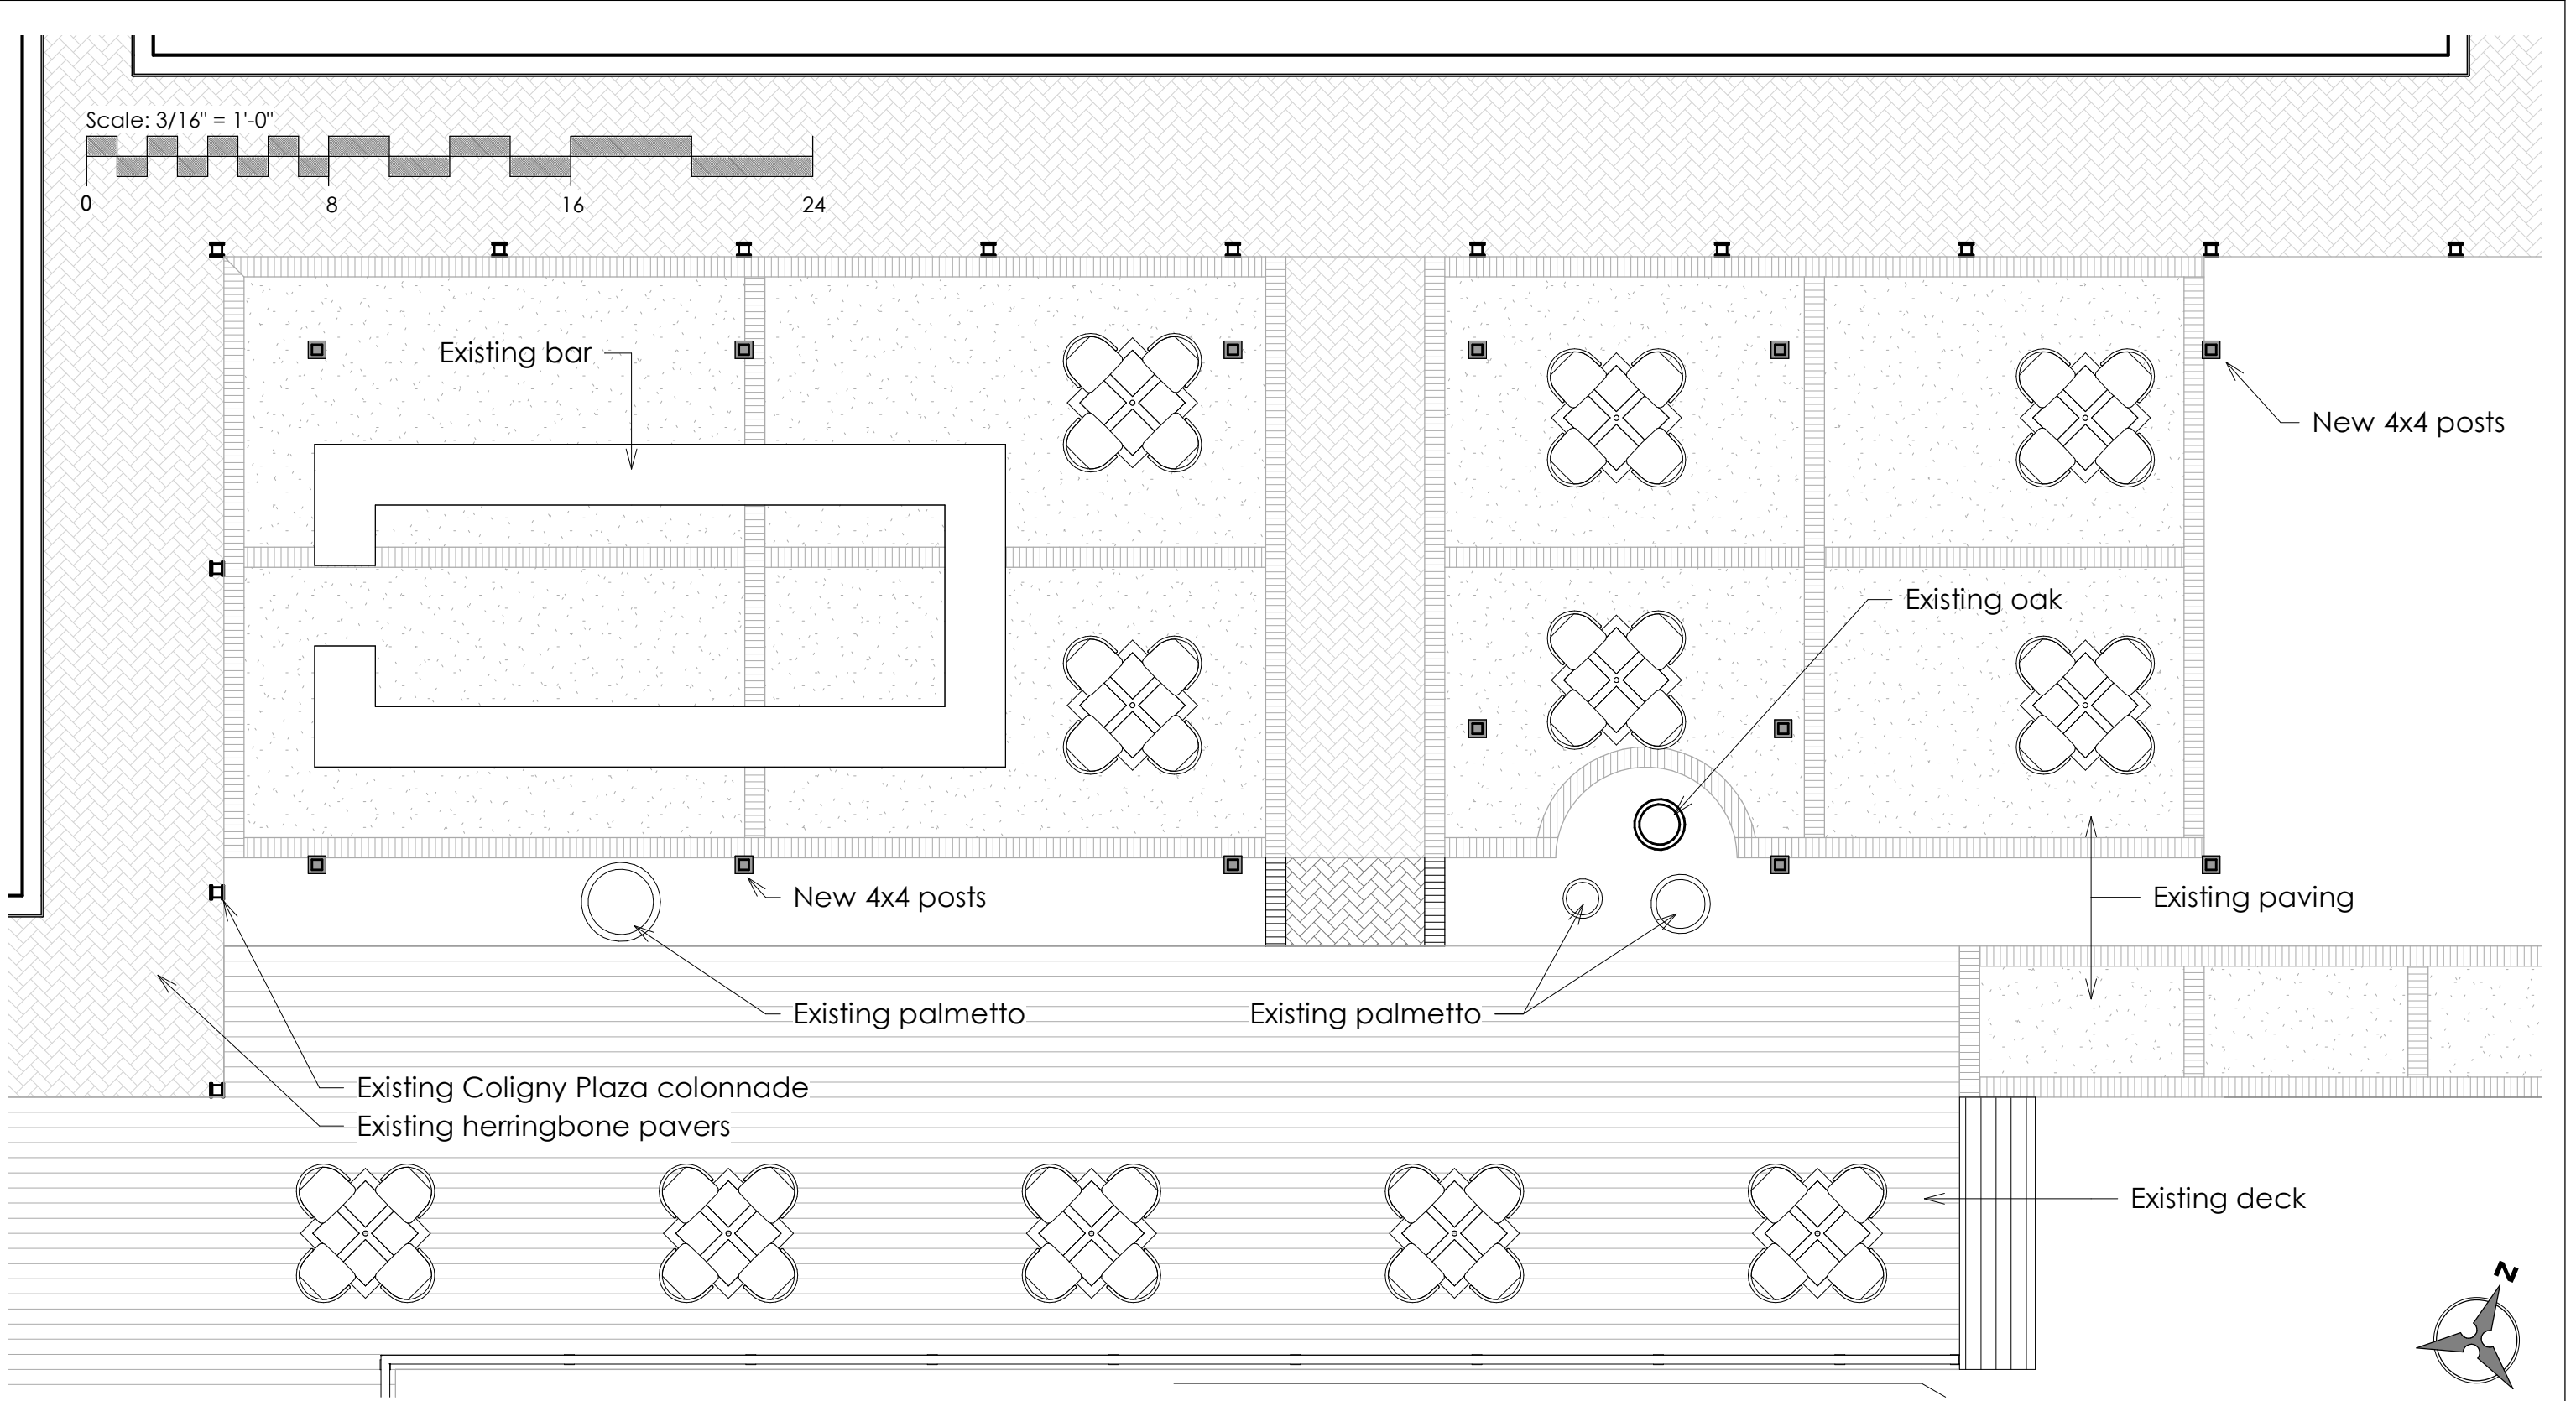 Scale: 3/16" = 1'-0"
0 8 16 24
Existing bar
New 4x4 posts
Existing oak
New 4x4 posts
Existing paving
Existing palmetto
Existing palmetto
Existing Coligny Plaza colonnade
Existing herringbone pavers
Existing deck
N